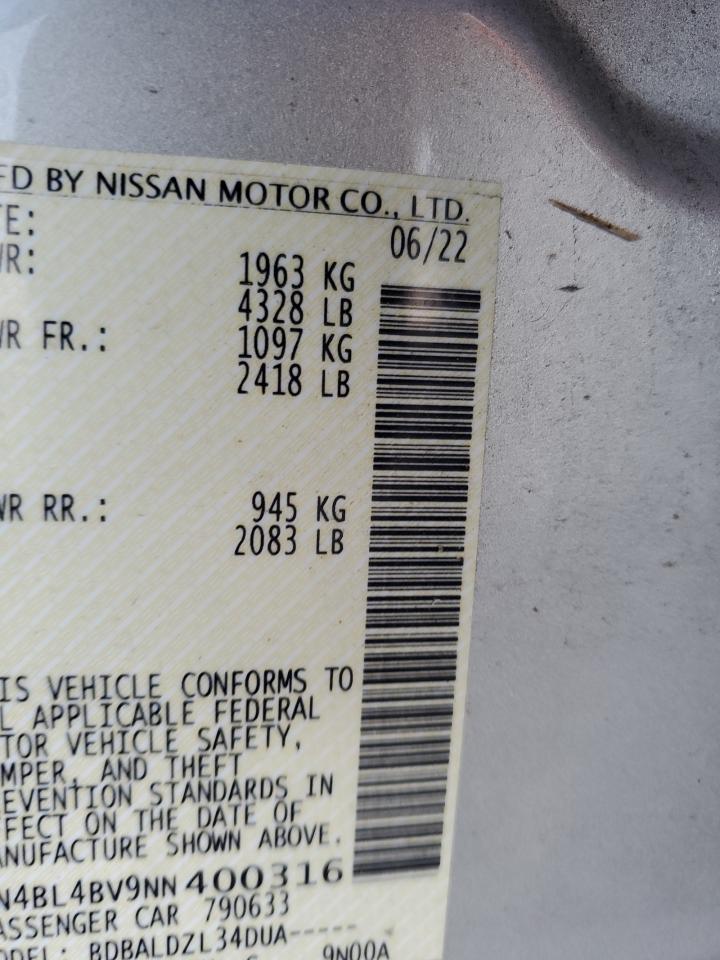 FD BY NISSAN MOTOR CO., LTD.
TE: 06/22
WR: 1963 KG
4328 LB
WR FR.: 1097 KG
2418 LB
WR RR.: 945 KG
2083 LB
IS VEHICLE CONFORMS TO
L APPLICABLE FEDERAL
TOR VEHICLE SAFETY,
MPER, AND THEFT
EVENTION STANDARDS IN
FECT ON THE DATE OF
ANUFACTURE SHOWN ABOVE.
N4BL4BV9NN400316
ASSENGER CAR 790633
ODEL: BDBALDZL34DUA-----
9N00A